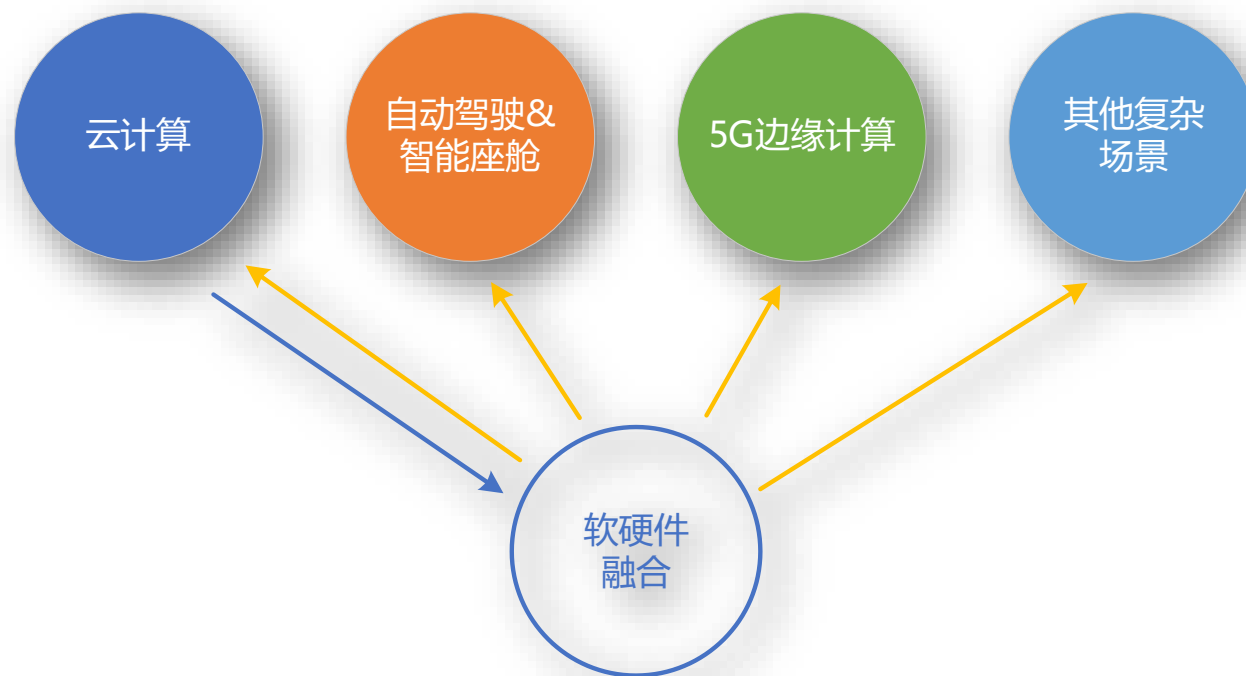 云计算
自动驾驶&
智能座舱
5G边缘计算
其他复杂
场景
软硬件
融合